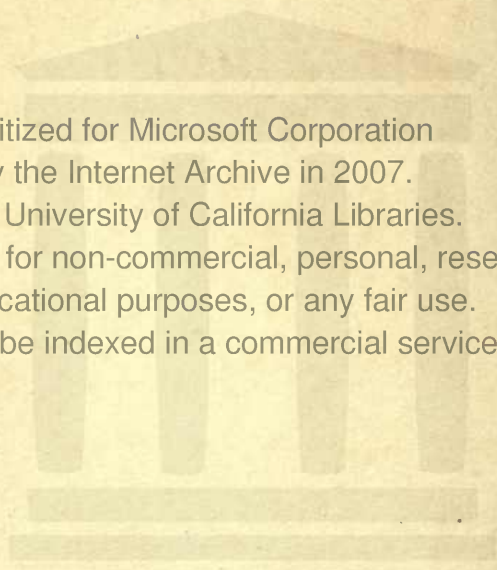 itized for Microsoft Corporation
y the Internet Archive in 2007.
University of California Libraries.
for non-commercial, personal, rese
cational purposes, or any fair use.
be indexed in a commercial service